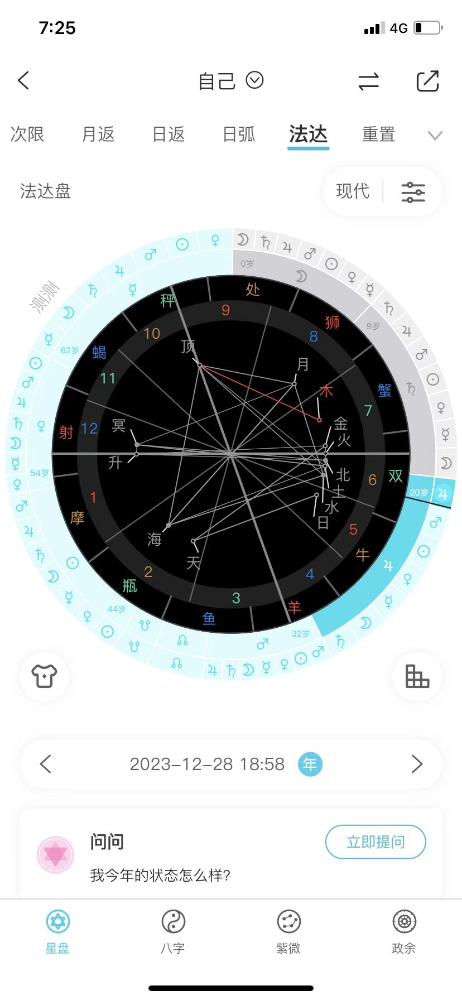 7:25
4G
自己
次限 月返 日返 日弧 法达 重置
法达盘
现代
测测
0岁
9岁
20岁
32岁
44岁
54岁
62岁
秤
处
狮
蟹
双
牛
羊
鱼
瓶
摩
射
蝎
9
8
7
6
5
4
3
2
1
12
11
10
顶
月
木
金
火
北
土
水
日
天
海
升
冥
2023-12-28 18:58 年
问问
立即提问
我今年的状态怎么样?
星盘 八字 紫微 政余